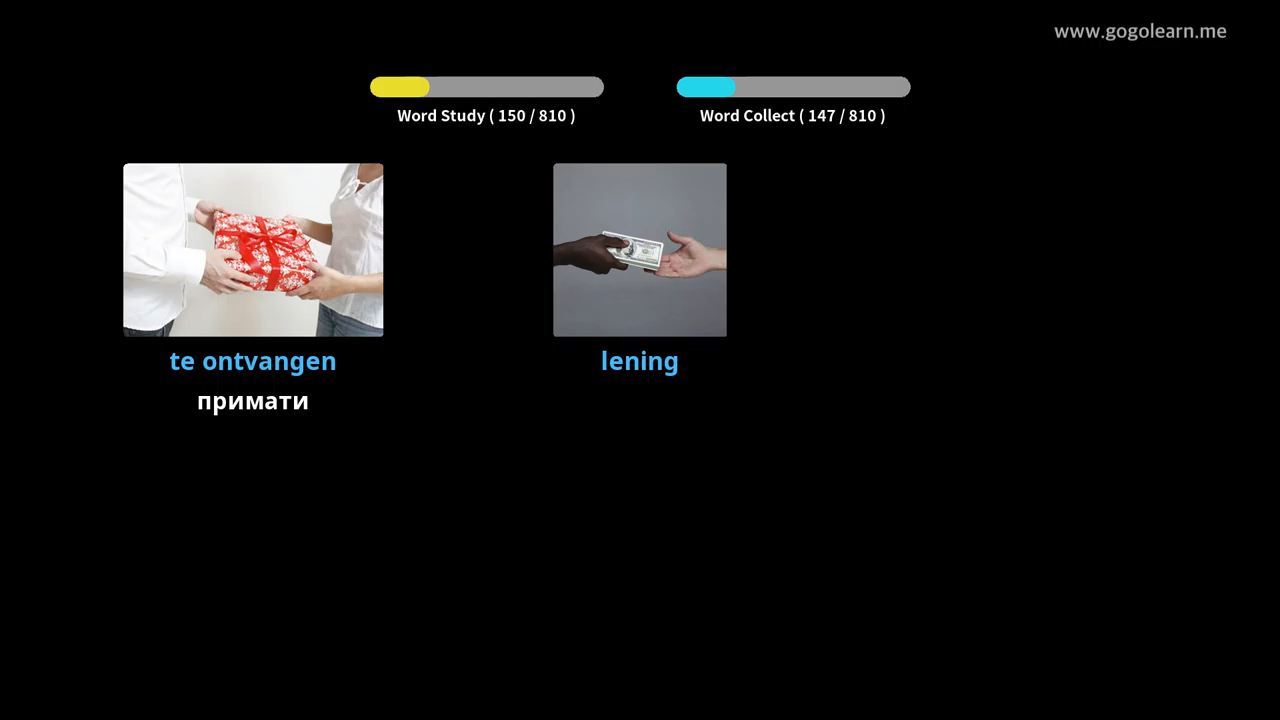 www.gogolearn.me
Word Study ( 150 / 810 )
Word Collect ( 147 / 810 )
te ontvangen
примати
lening